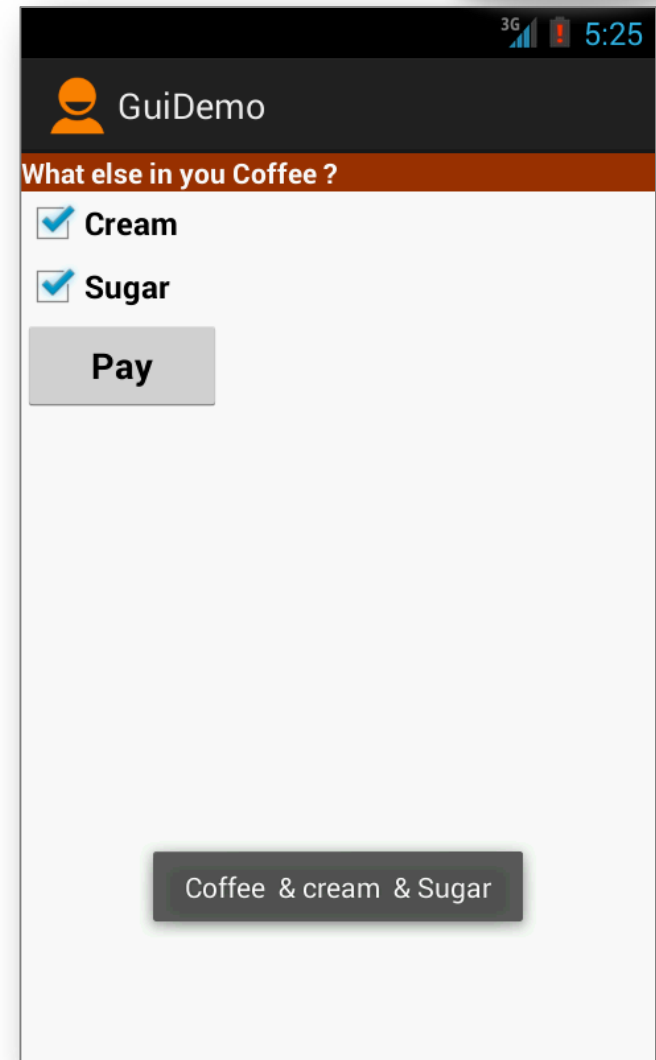 3G 5:25
GuiDemo
What else in you Coffee ?
Cream
Sugar
Pay
Coffee & cream & Sugar